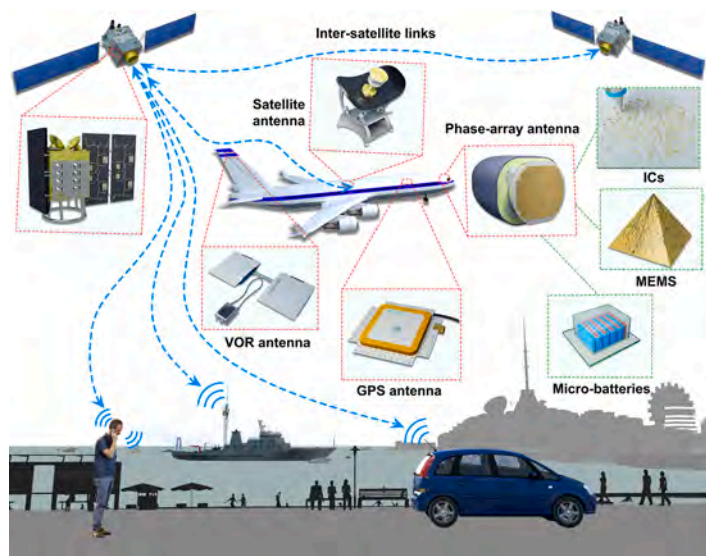 Inter-satellite links
Satellite
antenna
Phase-array antenna
ICs
MEMS
VOR antenna
GPS antenna
Micro-batteries